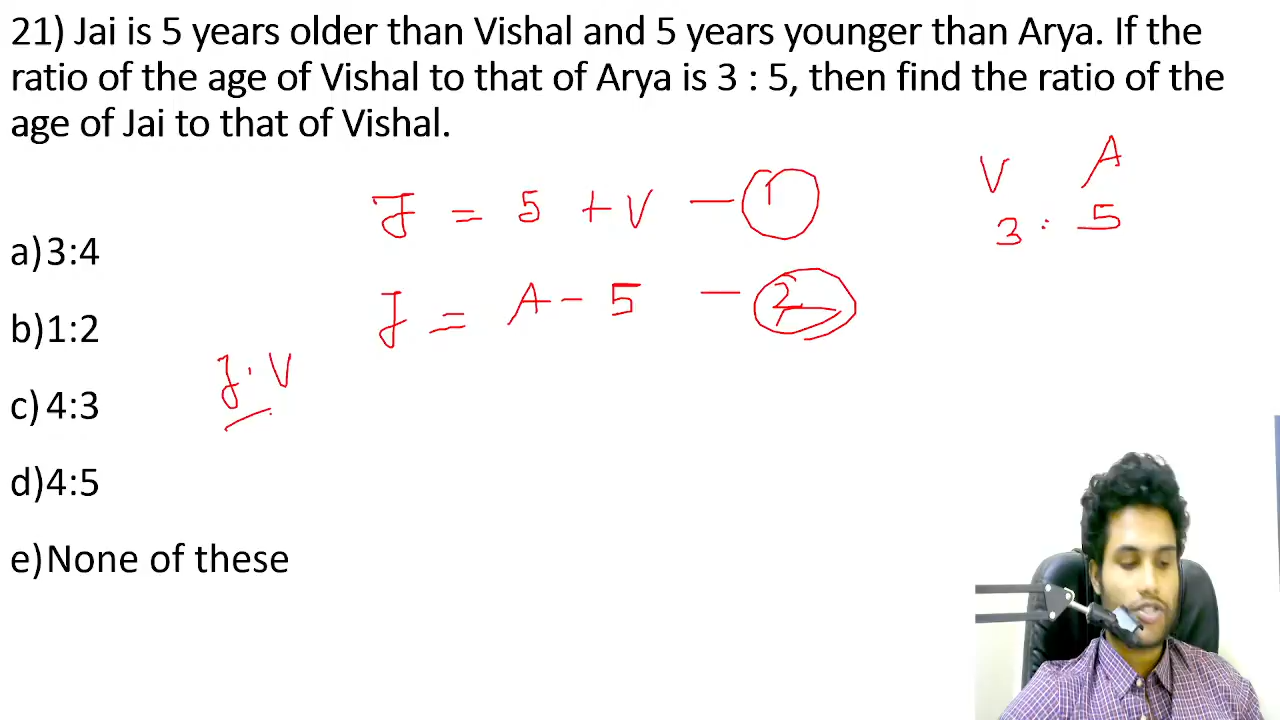 21) Jai is 5 years older than Vishal and 5 years younger than Arya. If the
ratio of the age of Vishal to that of Arya is 3 : 5, then find the ratio of the
age of Jai to that of Vishal.
V A
3 : 5
J = 5 + V — 1
a) 3:4
J = A - 5 — 2
b) 1:2
J : V
c) 4:3
d) 4:5
e) None of these